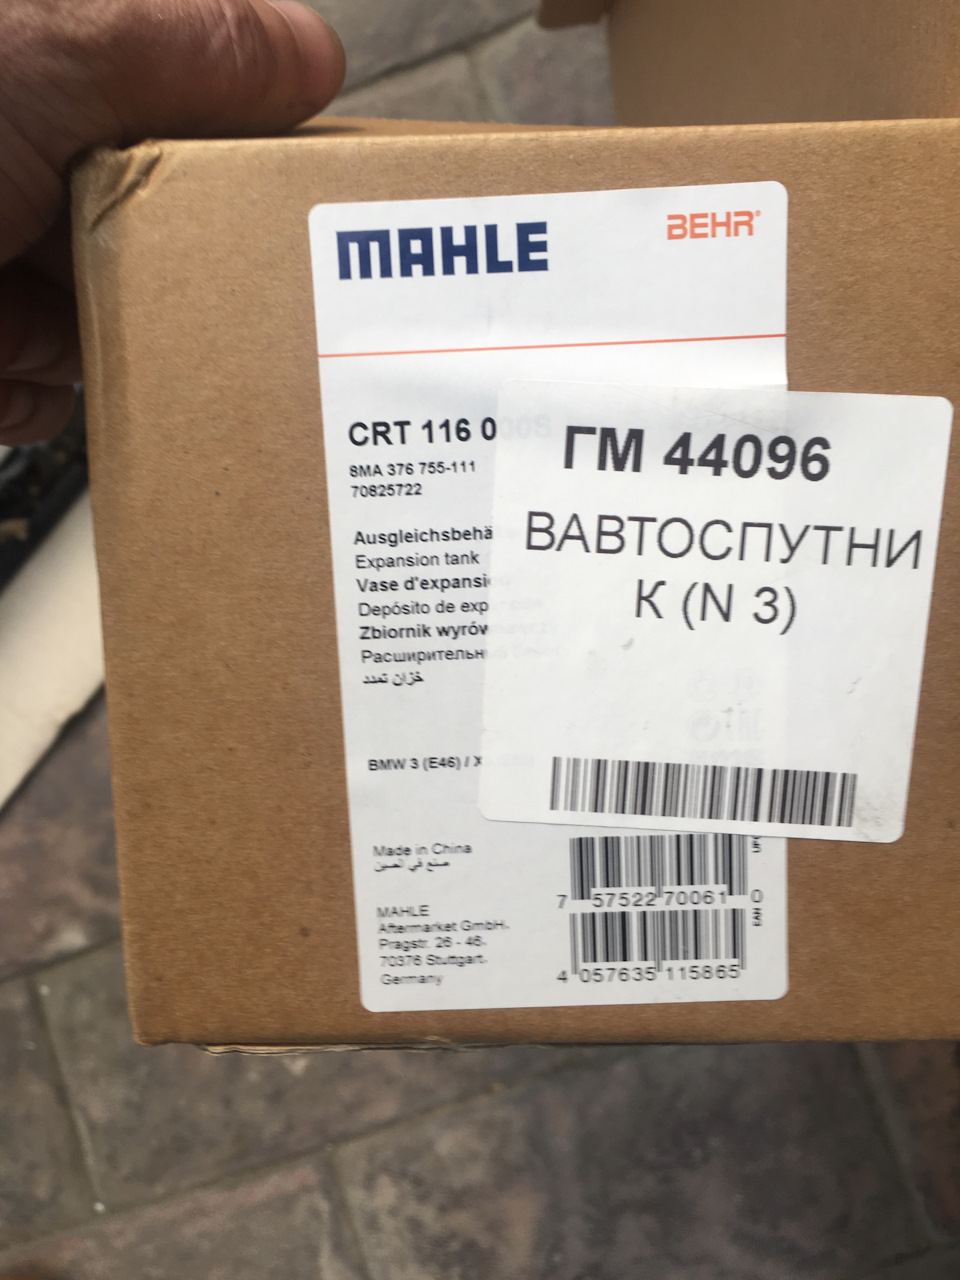 MAHLE
BEHR®
CRT 116 000S
8MA 376 755-111
70825722
Ausgleichsbehä
Expansion tank
Vase d'expansi
Depósito de exp
Zbiornik wyrów
Расширительн
خزان تمدد
BMW 3 (E46) / X
Made in China
صنع في الصين
MAHLE
Aftermarket GmbH.
Pragstr. 26 - 46.
70376 Stuttgart.
Germany
ГМ 44096
ВАВТОСПУТНИ
К (N 3)
7 57522 70061 0
EAN
4 057635 115865